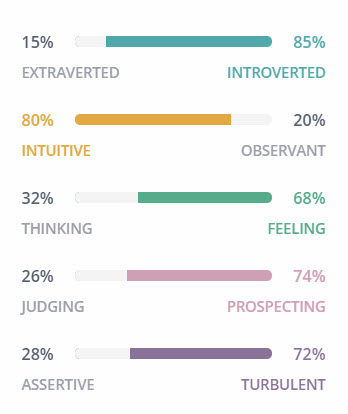 15% 85%
EXTRAVERTED INTROVERTED
80% 20%
INTUITIVE OBSERVANT
32% 68%
THINKING FEELING
26% 74%
JUDGING PROSPECTING
28% 72%
ASSERTIVE TURBULENT